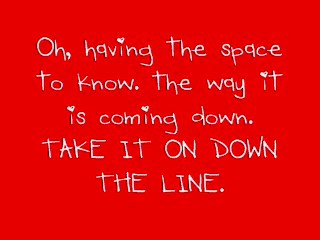 Oh, having the space
to know. The way it
is coming down.
TAKE IT ON DOWN
THE LINE.